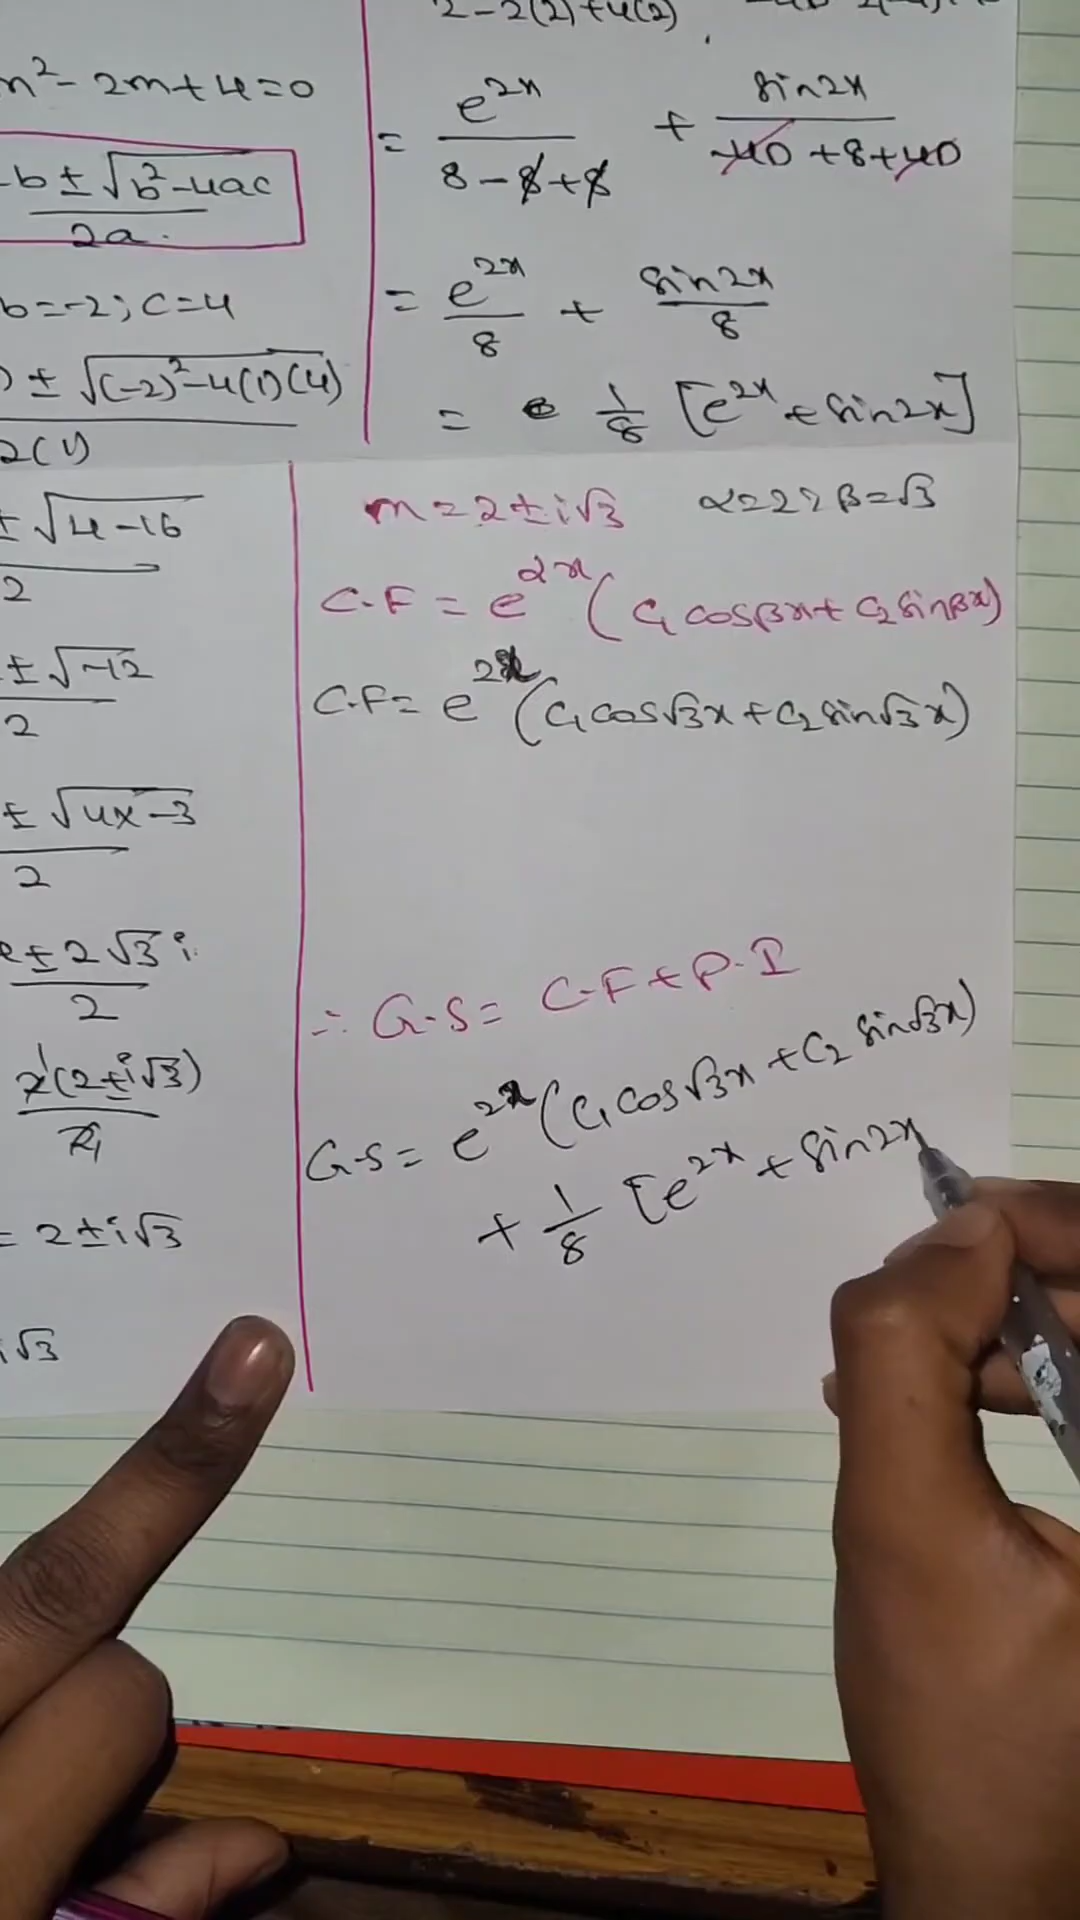 m² - 2m + 4 = 0
-b ± √(b² - 4ac)
2a.
b = -2; c = 4
) ± √((-2)² - 4(1)(4))
2(1)
± √(4 - 16)
2
± √(-12)
2
± √(4x-3)
2
± 2√3 i
2
2(2 ± i√3)
2 1
= 2 ± i√3
i√3
2 - 2(2) + 4(2)
= e^2x / (8 - 8 + 8) + sin2x / (-4D + 8 + 4D)
= e^2x / 8 + sin2x / 8
= 1/8 [e^2x + sin2x]
m = 2 ± i√3 α = 2, β = √3
C.F = e^αx (C₁ cosβx + C₂ sinβx)
C.F = e^2x (C₁ cos√3x + C₂ sin√3x)
∴ G.S = C.F + P.I
G.S = e^2x (C₁ cos√3x + C₂ sin√3x)
+ 1/8 [e^2x + sin2x